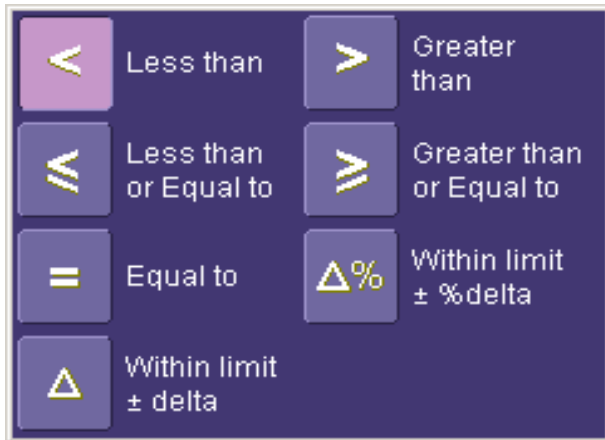 < Less than
> Greater
than
≤ Less than
or Equal to
≥ Greater than
or Equal to
= Equal to
Δ% Within limit
± %delta
Δ Within limit
± delta